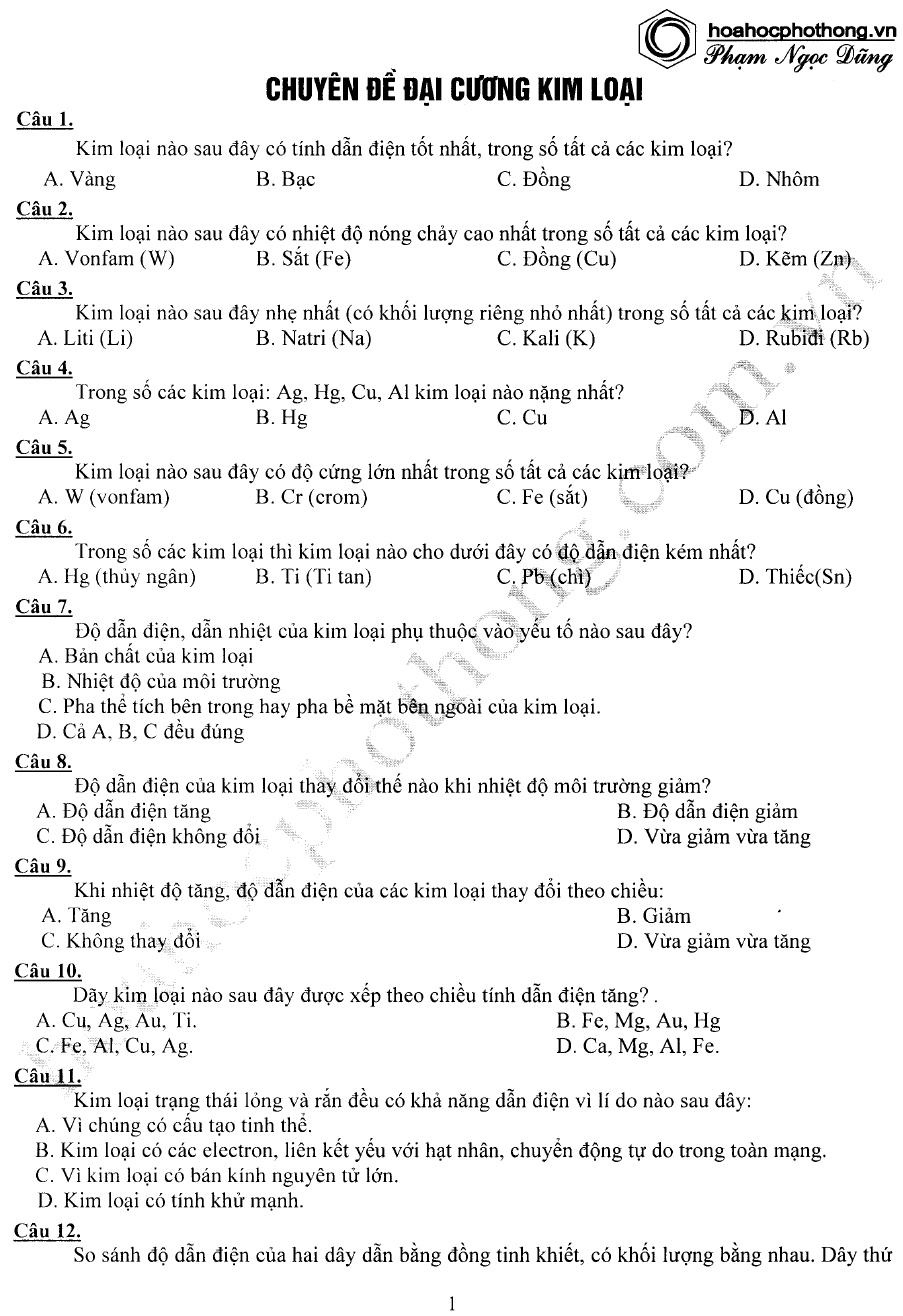 hoahocphothong.vn
Phạm Ngọc Dũng
CHUYÊN ĐỀ ĐẠI CƯƠNG KIM LOẠI
Câu 1.
Kim loại nào sau đây có tính dẫn điện tốt nhất, trong số tất cả các kim loại?
A. Vàng B. Bạc C. Đồng D. Nhôm
Câu 2.
Kim loại nào sau đây có nhiệt độ nóng chảy cao nhất trong số tất cả các kim loại?
A. Vonfam (W) B. Sắt (Fe) C. Đồng (Cu) D. Kẽm (Zn)
Câu 3.
Kim loại nào sau đây nhẹ nhất (có khối lượng riêng nhỏ nhất) trong số tất cả các kim loại?
A. Liti (Li) B. Natri (Na) C. Kali (K) D. Rubiđi (Rb)
Câu 4.
Trong số các kim loại: Ag, Hg, Cu, Al kim loại nào nặng nhất?
A. Ag B. Hg C. Cu D. Al
Câu 5.
Kim loại nào sau đây có độ cứng lớn nhất trong số tất cả các kim loại?
A. W (vonfam) B. Cr (crom) C. Fe (sắt) D. Cu (đồng)
Câu 6.
Trong số các kim loại thì kim loại nào cho dưới đây có độ dẫn điện kém nhất?
A. Hg (thủy ngân) B. Ti (Ti tan) C. Pb (chì) D. Thiếc(Sn)
Câu 7.
Độ dẫn điện, dẫn nhiệt của kim loại phụ thuộc vào yếu tố nào sau đây?
A. Bản chất của kim loại
B. Nhiệt độ của môi trường
C. Pha thể tích bên trong hay pha bề mặt bên ngoài của kim loại.
D. Cả A, B, C đều đúng
Câu 8.
Độ dẫn điện của kim loại thay đổi thế nào khi nhiệt độ môi trường giảm?
A. Độ dẫn điện tăng B. Độ dẫn điện giảm
C. Độ dẫn điện không đổi D. Vừa giảm vừa tăng
Câu 9.
Khi nhiệt độ tăng, độ dẫn điện của các kim loại thay đổi theo chiều:
A. Tăng B. Giảm
C. Không thay đổi D. Vừa giảm vừa tăng
Câu 10.
Dãy kim loại nào sau đây được xếp theo chiều tính dẫn điện tăng? .
A. Cu, Ag, Au, Ti. B. Fe, Mg, Au, Hg
C. Fe, Al, Cu, Ag. D. Ca, Mg, Al, Fe.
Câu 11.
Kim loại trạng thái lỏng và rắn đều có khả năng dẫn điện vì lí do nào sau đây:
A. Vì chúng có cấu tạo tinh thể.
B. Kim loại có các electron, liên kết yếu với hạt nhân, chuyển động tự do trong toàn mạng.
C. Vì kim loại có bán kính nguyên tử lớn.
D. Kim loại có tính khử mạnh.
Câu 12.
So sánh độ dẫn điện của hai dây dẫn bằng đồng tinh khiết, có khối lượng bằng nhau. Dây thứ
1